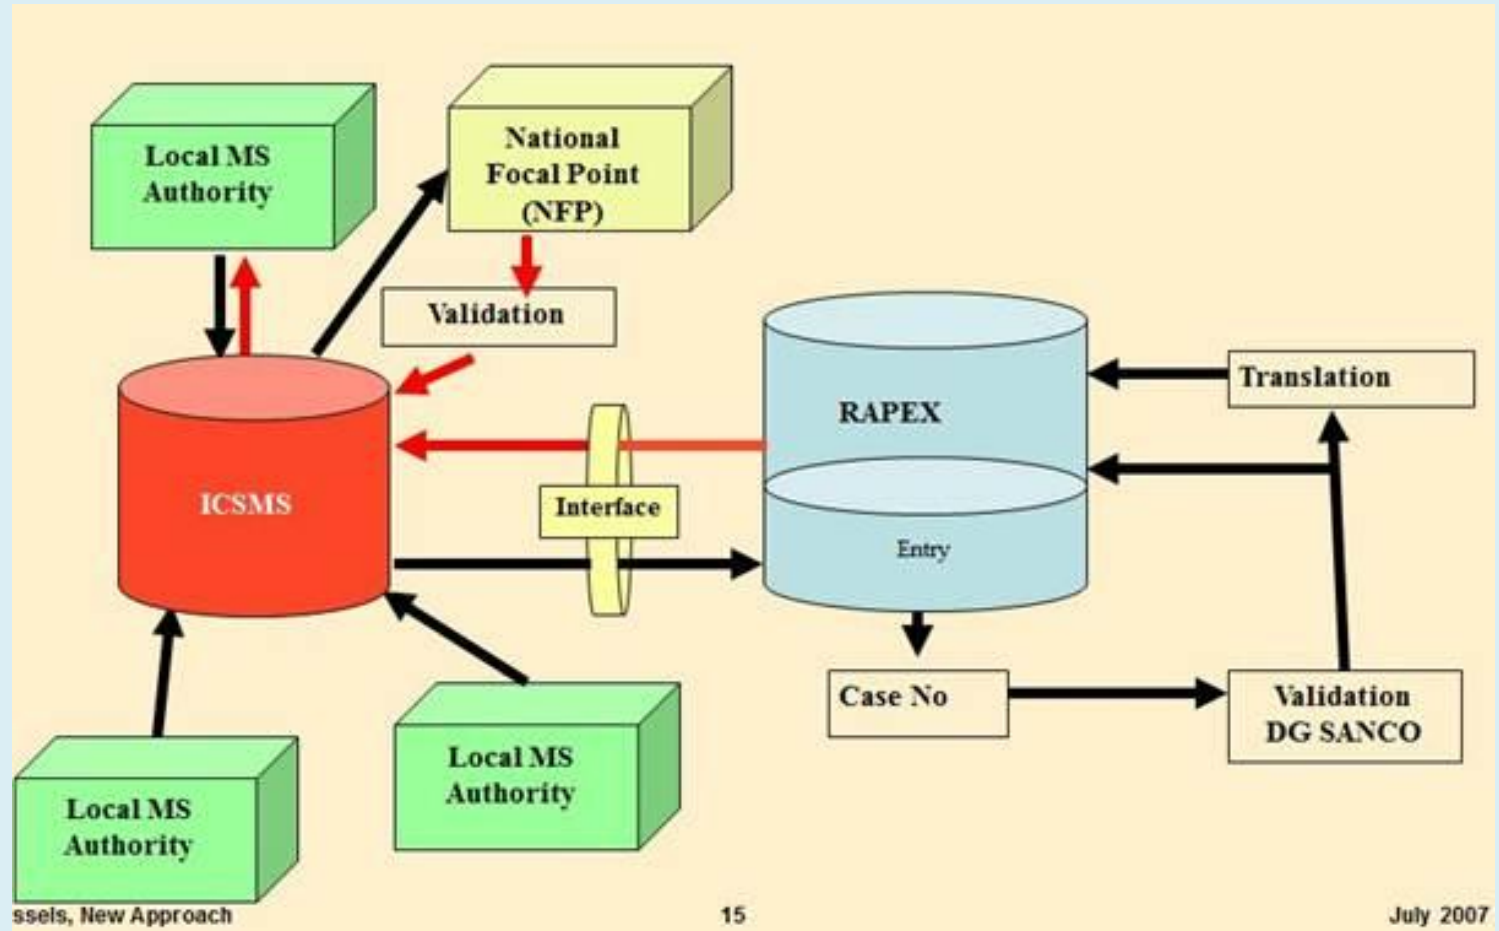 Local MS
Authority
National
Focal Point
(NFP)
Validation
RAPEX
Translation
ICSMS
Interface
Entry
Case No
Validation
DG SANCO
Local MS
Authority
Local MS
Authority
ssels, New Approach
15
July 2007